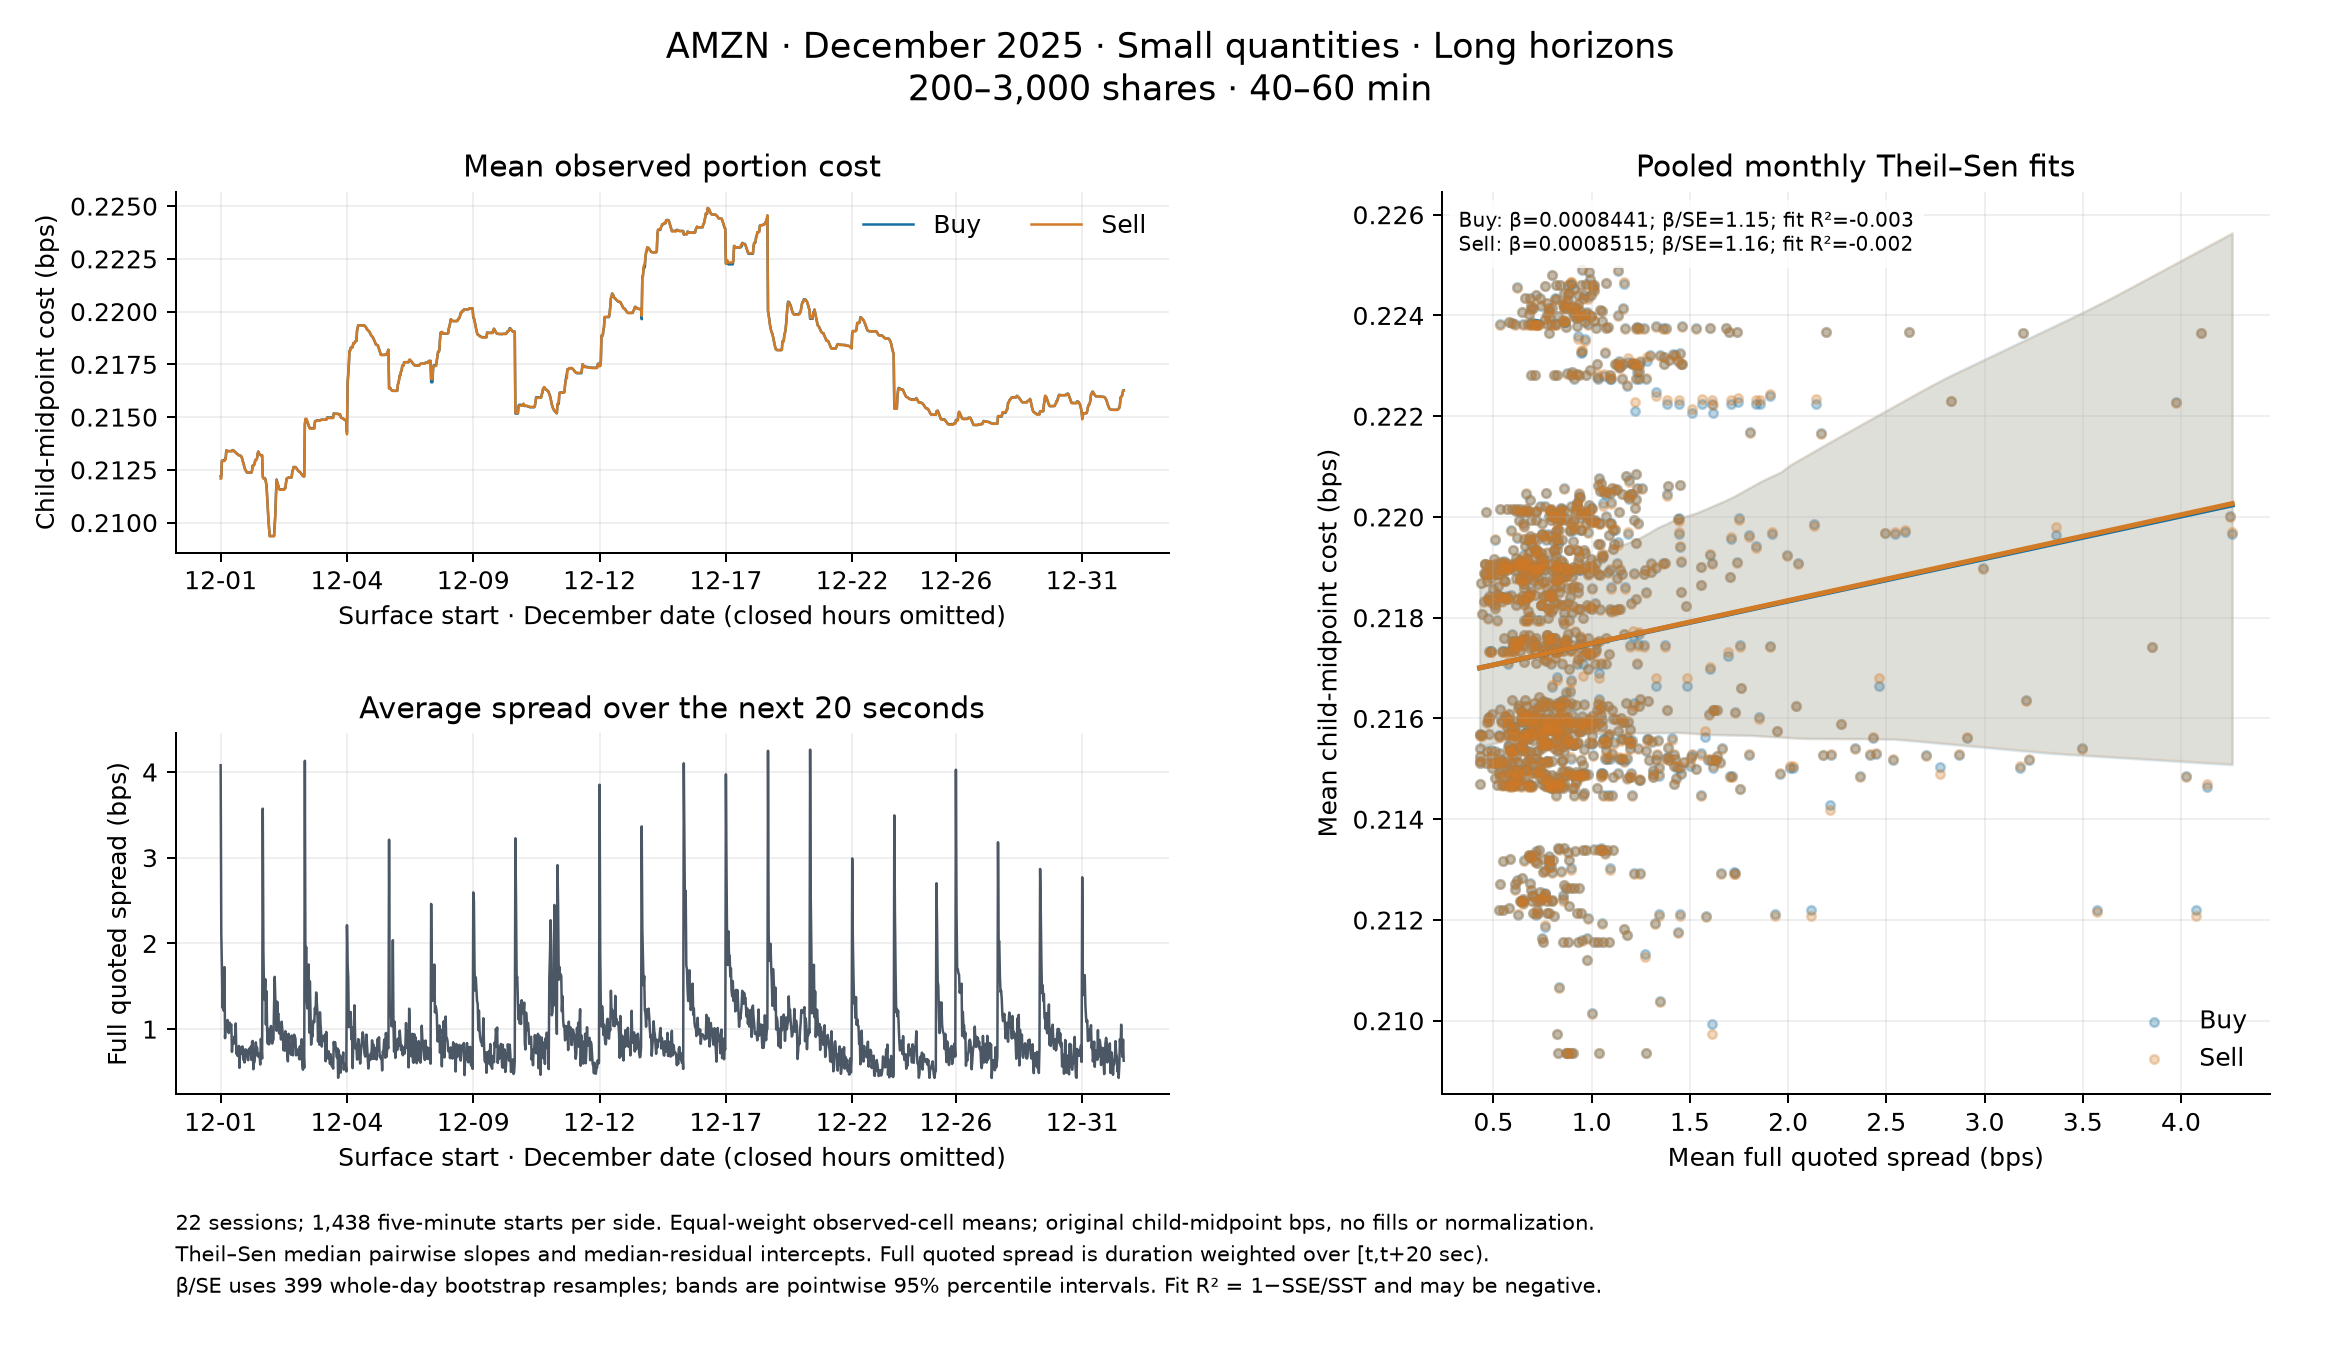 AMZN · December 2025 · Small quantities · Long horizons
200–3,000 shares · 40–60 min
Mean observed portion cost
Child-midpoint cost (bps)
0.2250
0.2225
0.2200
0.2175
0.2150
0.2125
0.2100
Buy
Sell
12-01
12-04
12-09
12-12
12-17
12-22
12-26
12-31
Surface start · December date (closed hours omitted)
Average spread over the next 20 seconds
Full quoted spread (bps)
4
3
2
1
12-01
12-04
12-09
12-12
12-17
12-22
12-26
12-31
Surface start · December date (closed hours omitted)
Pooled monthly Theil–Sen fits
Mean child-midpoint cost (bps)
Buy: β=0.0008441; β/SE=1.15; fit R²=-0.003
Sell: β=0.0008515; β/SE=1.16; fit R²=-0.002
0.226
0.224
0.222
0.220
0.218
0.216
0.214
0.212
0.210
Buy
Sell
0.5
1.0
1.5
2.0
2.5
3.0
3.5
4.0
Mean full quoted spread (bps)
22 sessions; 1,438 five-minute starts per side. Equal-weight observed-cell means; original child-midpoint bps, no fills or normalization.
Theil–Sen median pairwise slopes and median-residual intercepts. Full quoted spread is duration weighted over [t,t+20 sec).
β/SE uses 399 whole-day bootstrap resamples; bands are pointwise 95% percentile intervals. Fit R² = 1−SSE/SST and may be negative.